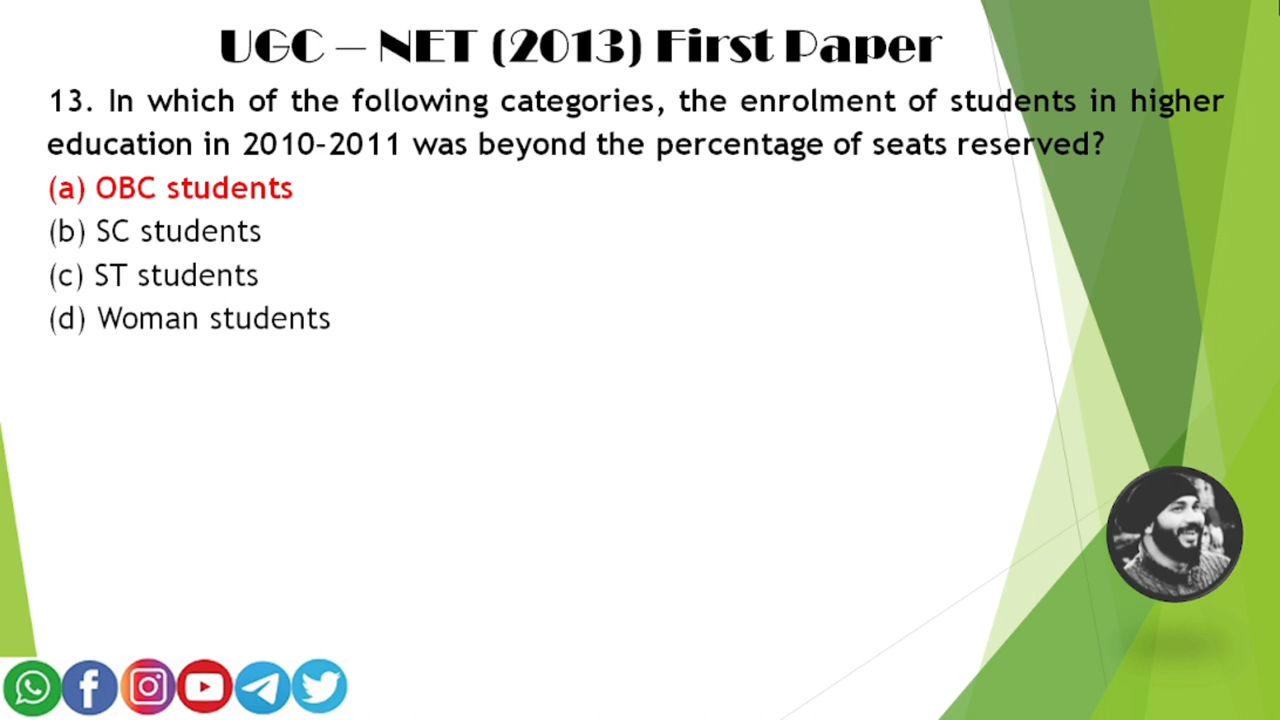 UGC – NET (2013) First Paper
13. In which of the following categories, the enrolment of students in higher
education in 2010-2011 was beyond the percentage of seats reserved?
(a) OBC students
(b) SC students
(c) ST students
(d) Woman students